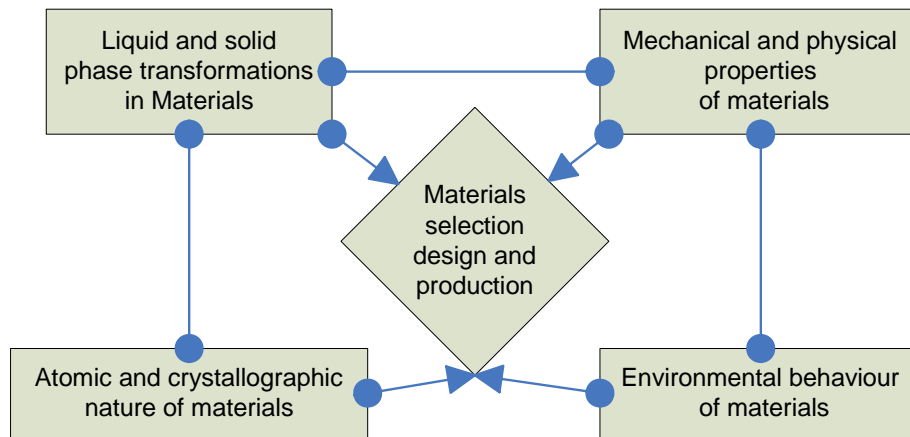 Liquid and solid
phase transformations
in Materials
Mechanical and physical
properties
of materials
Materials
selection
design and
production
Atomic and crystallographic
nature of materials
Environmental behaviour
of materials